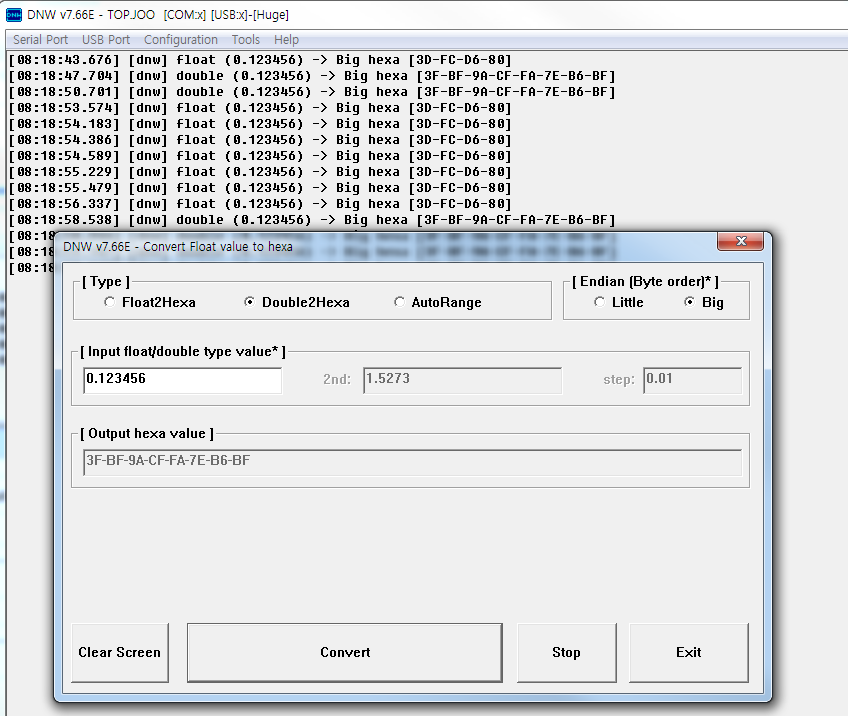 DNW v7.66E - TOP.JOO [COM:x] [USB:x]-[Huge]
Serial Port USB Port Configuration Tools Help
[08:18:43.676] [dnw] float (0.123456) -> Big hexa [3D-FC-D6-80]
[08:18:47.704] [dnw] double (0.123456) -> Big hexa [3F-BF-9A-CF-FA-7E-B6-BF]
[08:18:50.701] [dnw] double (0.123456) -> Big hexa [3F-BF-9A-CF-FA-7E-B6-BF]
[08:18:53.574] [dnw] float (0.123456) -> Big hexa [3D-FC-D6-80]
[08:18:54.183] [dnw] float (0.123456) -> Big hexa [3D-FC-D6-80]
[08:18:54.386] [dnw] float (0.123456) -> Big hexa [3D-FC-D6-80]
[08:18:54.589] [dnw] float (0.123456) -> Big hexa [3D-FC-D6-80]
[08:18:55.229] [dnw] float (0.123456) -> Big hexa [3D-FC-D6-80]
[08:18:55.479] [dnw] float (0.123456) -> Big hexa [3D-FC-D6-80]
[08:18:56.337] [dnw] float (0.123456) -> Big hexa [3D-FC-D6-80]
[08:18:58.538] [dnw] double (0.123456) -> Big hexa [3F-BF-9A-CF-FA-7E-B6-BF]
[08:18
[08:18
[08:18
DNW v7.66E - Convert Float value to hexa
[ Type ]
Float2Hexa Double2Hexa AutoRange
[ Endian (Byte order)* ]
Little Big
[ Input float/double type value* ]
0.123456 2nd: 1.5273 step: 0.01
[ Output hexa value ]
3F-BF-9A-CF-FA-7E-B6-BF
Clear Screen Convert Stop Exit